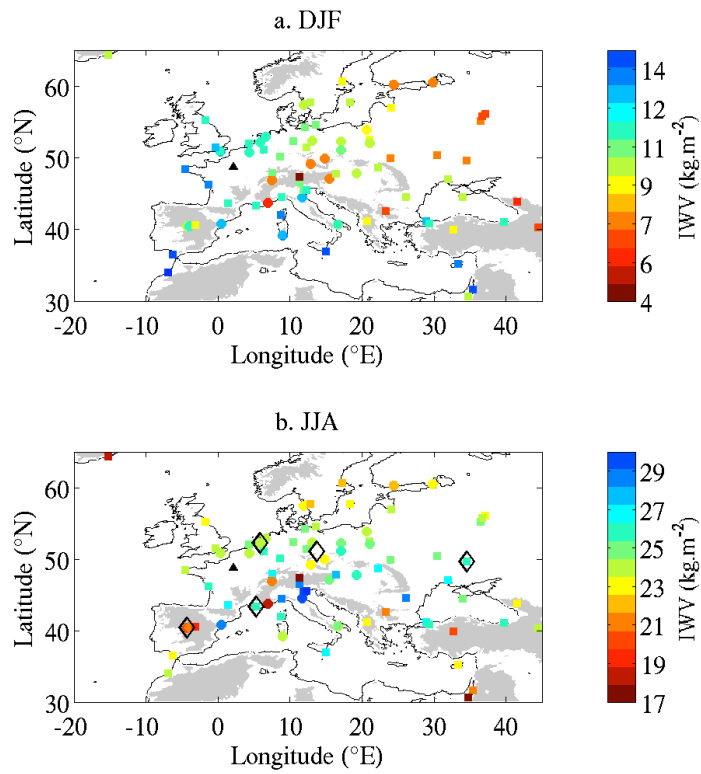 a. DJF
60
50
40
30
Latitude (°N)
-20 -10 0 10 20 30 40
Longitude (°E)
14
12
11
9
7
6
4
IWV (kg.m-2)
b. JJA
60
50
40
30
Latitude (°N)
-20 -10 0 10 20 30 40
Longitude (°E)
29
27
25
23
21
19
17
IWV (kg.m-2)